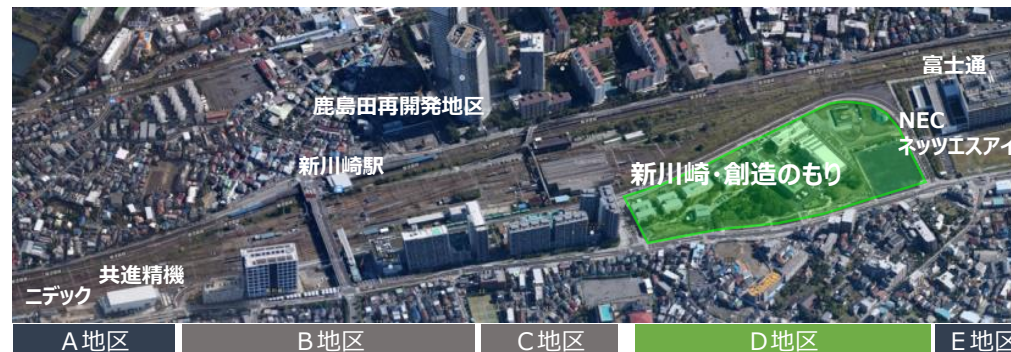 富士通
鹿島田再開発地区
NEC
ネッツエスアイ
新川崎駅
新川崎・創造のもり
共進精機
ニデック
A地区
B地区
C地区
D地区
E地区